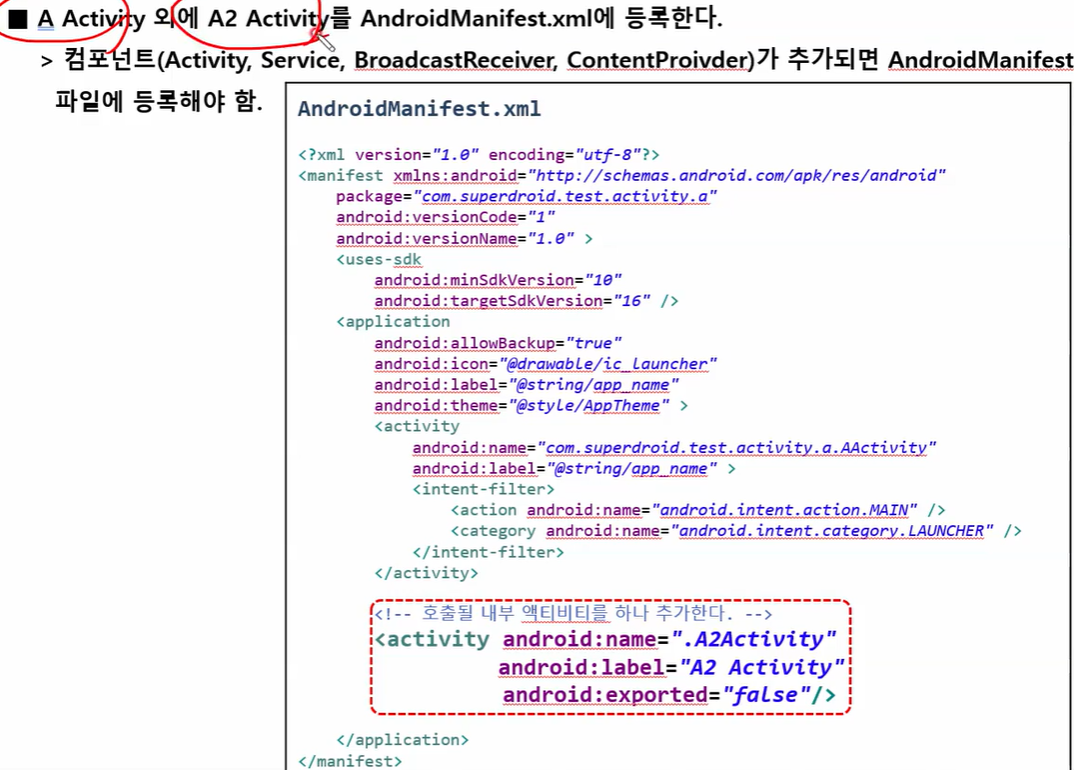 ■ A Activity 외에 A2 Activity를 AndroidManifest.xml에 등록한다.
> 컴포넌트(Activity, Service, BroadcastReceiver, ContentProivder)가 추가되면 AndroidManifest
파일에 등록해야 함.
AndroidManifest.xml
<?xml version="1.0" encoding="utf-8"?>
<manifest xmlns:android="http://schemas.android.com/apk/res/android"
package="com.superdroid.test.activity.a"
android:versionCode="1"
android:versionName="1.0" >
<uses-sdk
android:minSdkVersion="10"
android:targetSdkVersion="16" />
<application
android:allowBackup="true"
android:icon="@drawable/ic_launcher"
android:label="@string/app_name"
android:theme="@style/AppTheme" >
<activity
android:name="com.superdroid.test.activity.a.AActivity"
android:label="@string/app_name" >
<intent-filter>
<action android:name="android.intent.action.MAIN" />
<category android:name="android.intent.category.LAUNCHER" />
</intent-filter>
</activity>
<!-- 호출될 내부 액티비티를 하나 추가한다. -->
<activity android:name=".A2Activity"
android:label="A2 Activity"
android:exported="false"/>
</application>
</manifest>